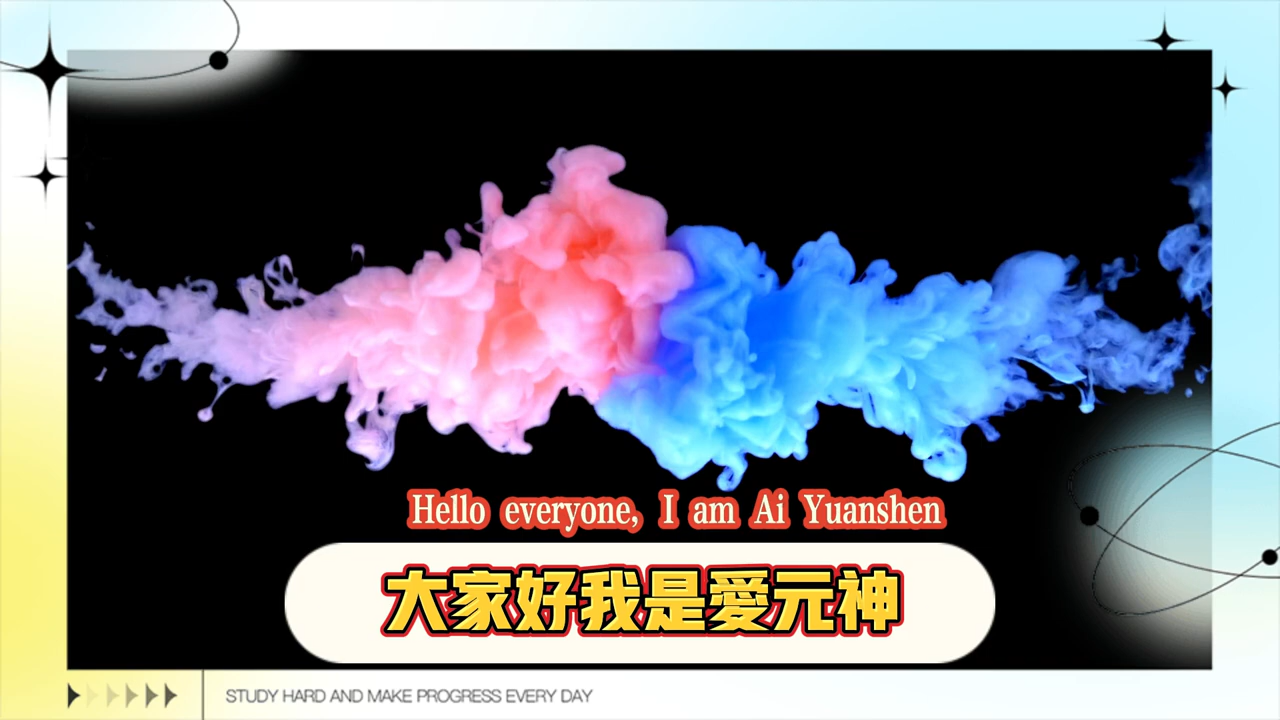 Hello everyone, I am Ai Yuanshen
大家好我是愛元神
STUDY HARD AND MAKE PROGRESS EVERY DAY